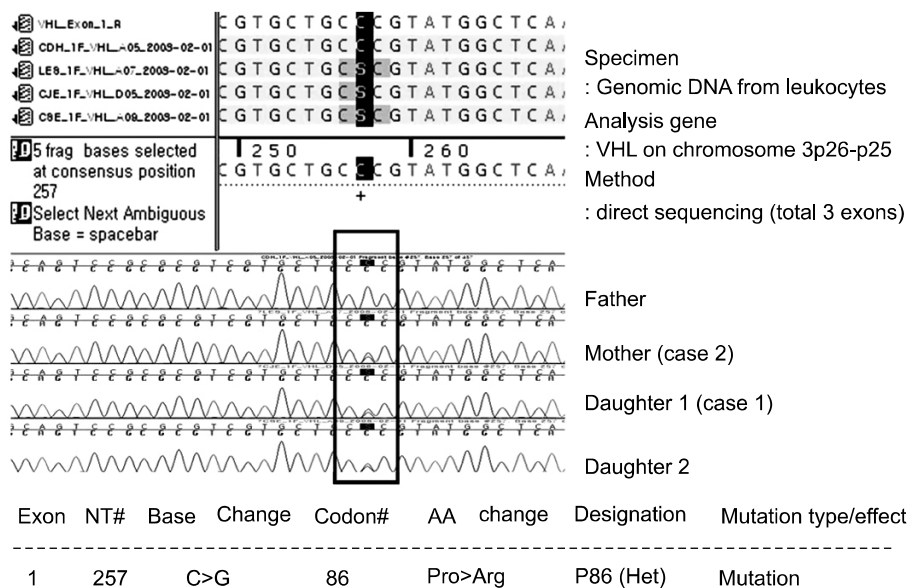 VHL_Exon_1_R
CGTGCTGCCCGTATGGCTCA
CDH_1F_VHL_A05_2008-02-01
CGTGCTGCCCGTATGGCTCA
LES_1F_VHL_A07_2008-02-01
CGTGCTGCSCGTATGGCTCA
CJE_1F_VHL_D05_2008-02-01
CGTGCTGCSCGTATGGCTCA
CSE_1F_VHL_A09_2008-02-01
CGTGCTGCSCGTATGGCTCA
5 frag bases selected
at consensus position
257
Select Next Ambiguous
Base = spacebar
250 260
CGTGCTGCCCGTATGGCTCA
+
Specimen
: Genomic DNA from leukocytes
Analysis gene
: VHL on chromosome 3p26-p25
Method
: direct sequencing (total 3 exons)
Father
Mother (case 2)
Daughter 1 (case 1)
Daughter 2
Exon NT# Base Change Codon# AA change Designation Mutation type/effect
1 257 C>G 86 Pro>Arg P86 (Het) Mutation